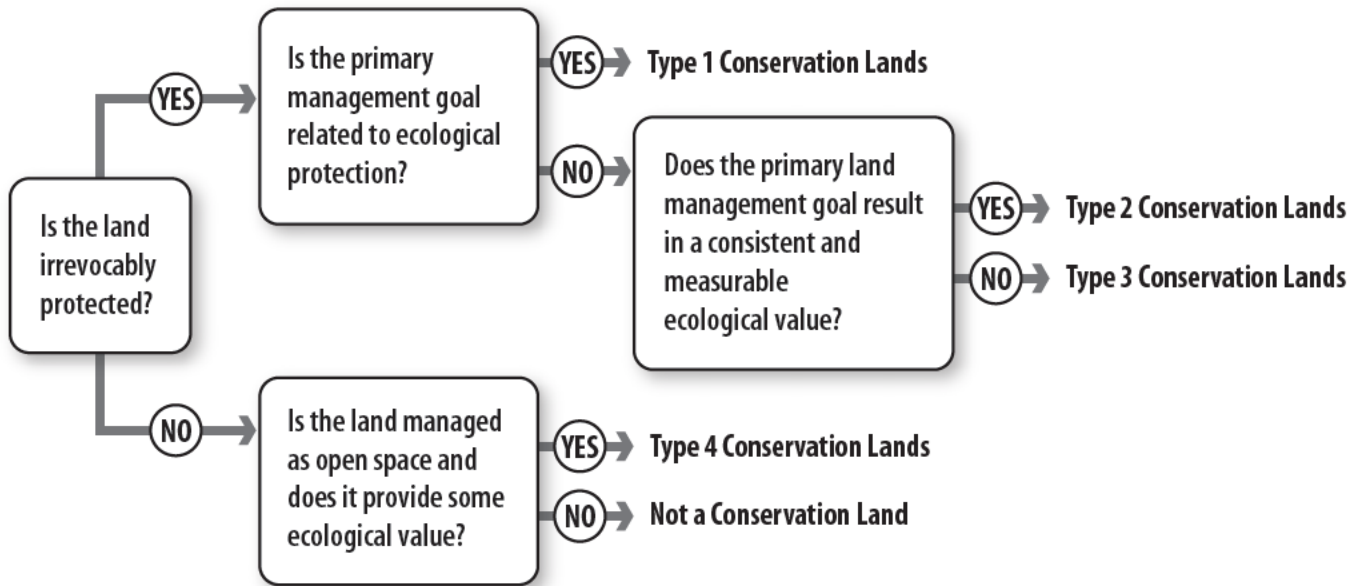 Is the land
irrevocably
protected?
YES
Is the primary
management goal
related to ecological
protection?
YES
Type 1 Conservation Lands
NO
Does the primary land
management goal result
in a consistent and
measurable
ecological value?
YES
Type 2 Conservation Lands
NO
Type 3 Conservation Lands
NO
Is the land managed
as open space and
does it provide some
ecological value?
YES
Type 4 Conservation Lands
NO
Not a Conservation Land